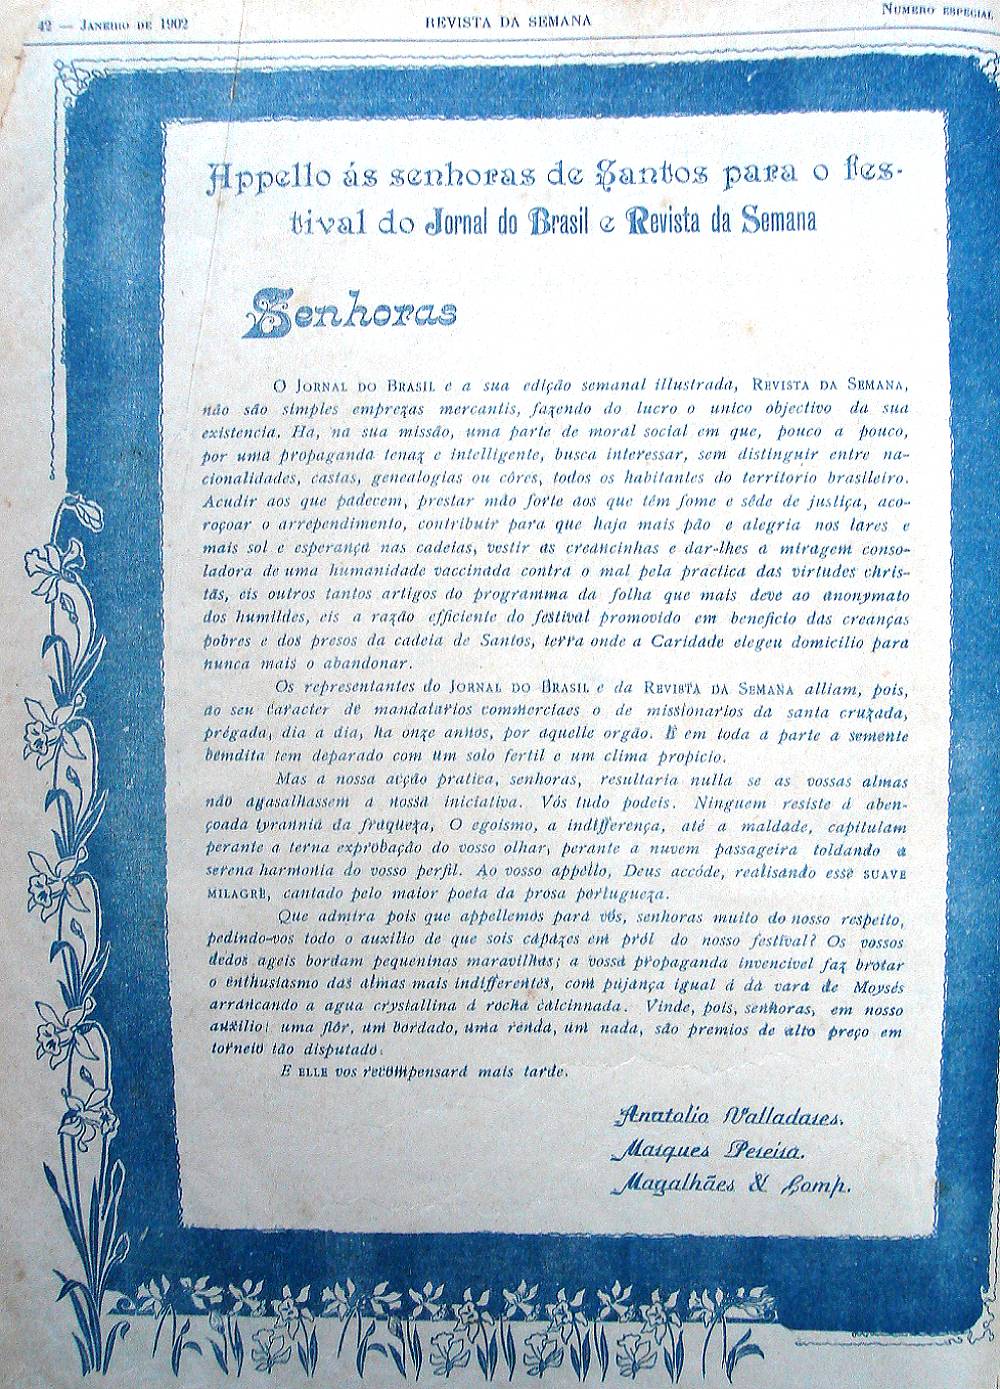 42 — JANEIRO DE 1902 REVISTA DA SEMANA NUMERO ESPECIAL
Appello ás senhoras de Santos para o fes-
tival do Jornal do Brasil e Revista da Semana
Senhoras
O JORNAL DO BRASIL e a sua edição semanal illustrada, REVISTA DA SEMANA,
não são simples emprezas mercantis, fazendo do lucro o unico objectivo da sua
existencia. Ha, na sua missão, uma parte de moral social em que, pouco a pouco,
por uma propaganda tenaz e intelligente, busca interessar, sem distinguir entre na-
cionalidades, castas, genealogias ou côres, todos os habitantes do territorio brasileiro.
Acudir aos que padecem, prestar mão forte aos que têm fome e sêde de justiça, aco-
roçoar o arrependimento, contribuir para que haja mais pão e alegria nos lares e
mais sol e esperança nas cadeias, vestir as creancinhas e dar-lhes a miragem conso-
ladora de uma humanidade vaccinada contra o mal pela practica das virtudes chris-
tãs, eis outros tantos artigos do programma da folha que mais deve ao anonymato
dos humildes, eis a razão efficiente do festival promovido em beneficio das creanças
pobres e dos presos da cadeia de Santos, terra onde a Caridade elegeu domicilio para
nunca mais o abandonar.
Os representantes do JORNAL DO BRASIL e da REVISTA DA SEMANA alliam, pois,
ao seu caracter de mandatarios commerciaes o de missionarios da santa cruzada,
prégada, dia a dia, ha onze annos, por aquelle orgão. E em toda a parte a semente
bemdita tem deparado com um solo fertil e um clima propicio.
Mas a nossa acção pratica, senhoras, resultaria nulla se as vossas almas
não agasalhassem a nossa iniciativa. Vós tudo podeis. Ninguem resiste á aben-
çoada tyrannia da fraqueza, O egoismo, a indifferença, até a maldade, capitulam
perante a terna exprobação do vosso olhar, perante a nuvem passageira toldando a
serena harmonia do vosso perfil. Ao vosso appello, Deus accóde, realisando esse SUAVE
MILAGRE, cantado pelo maior poeta da prosa portugueza.
Que admira pois que appellemos para vós, senhoras muito do nosso respeito,
pedindo-vos todo o auxilio de que sois capazes em pról do nosso festival? Os vossos
dedos ageis bordam pequeninas maravilhas; a vossa propaganda invencivel faz brotar
o enthusiasmo das almas mais indifferentes, com pujança igual á da vara de Moysés
arrancando a agua crystallina á rocha calcinnada. Vinde, pois, senhoras, em nosso
auxilio! uma flôr, um bordado, uma renda, um nada, são premios de alto preço em
torneio tão disputado.
E ELLE vos recompensará mais tarde.
Anatolio Valladares.
Marques Pereira.
Magalhães & Comp.